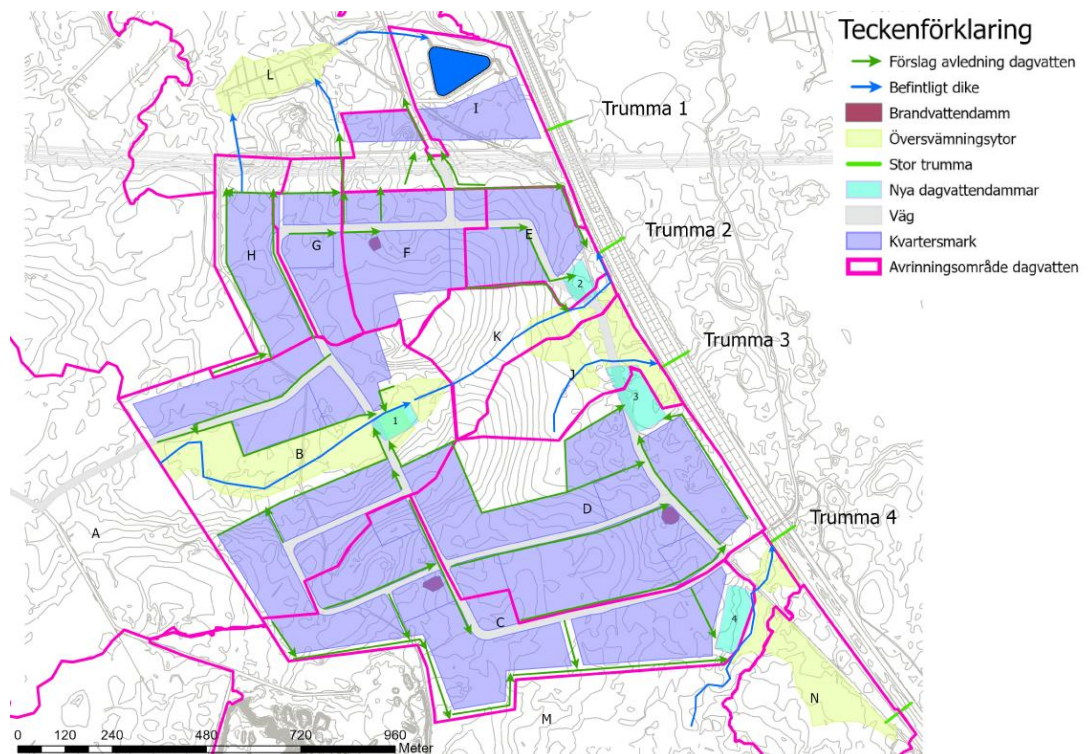 Teckenförklaring
Förslag avledning dagvatten
Befintligt dike
Brandvattendamm
Översvämningsytor
Stor trumma
Nya dagvattendammar
Väg
Kvartersmark
Avrinningsområde dagvatten
L
I
Trumma 1
Trumma 2
H
G
F
E
2
K
Trumma 3
J
3
1
B
A
D
Trumma 4
C
4
M
N
0 120 240 480 720 960
Meter